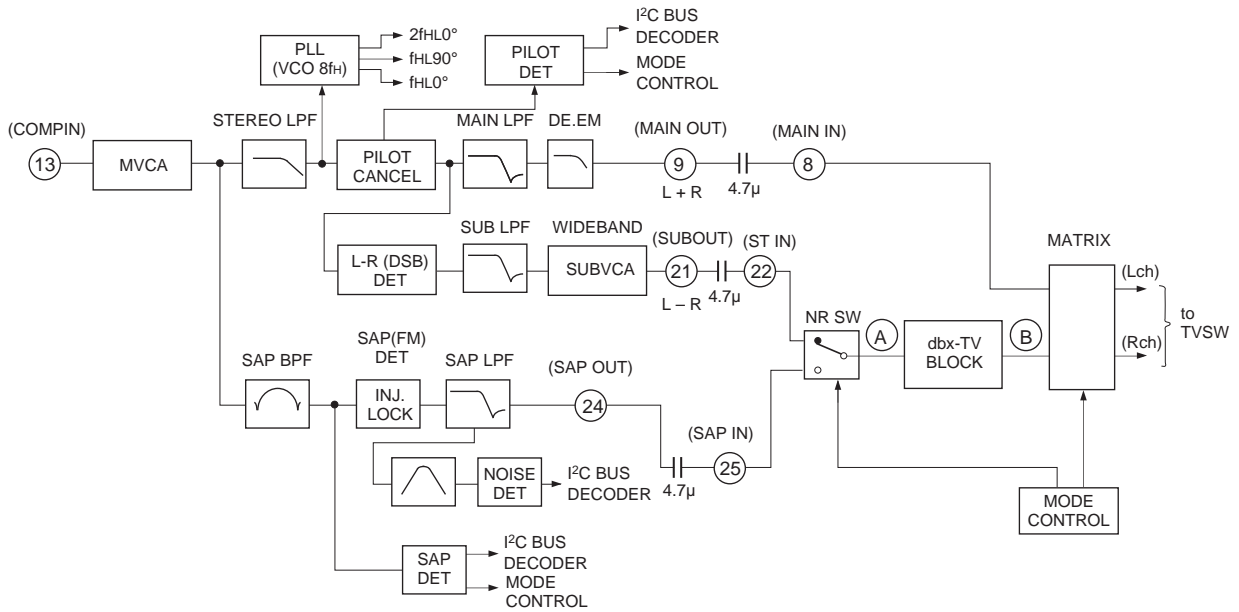 I²C BUS
DECODER
MODE
CONTROL
2fHL0°
fHL90°
fHL0°
PLL
(VCO 8fH)
PILOT
DET
(COMPIN)
13
MVCA
STEREO LPF
PILOT
CANCEL
MAIN LPF
DE.EM
(MAIN OUT)
9
L + R
4.7µ
(MAIN IN)
8
L-R (DSB)
DET
SUB LPF
WIDEBAND
SUBVCA
(SUBOUT)
21
L – R
4.7µ
(ST IN)
22
MATRIX
(Lch)
(Rch)
to
TVSW
NR SW
A
dbx-TV
BLOCK
B
SAP BPF
SAP(FM)
DET
INJ.
LOCK
SAP LPF
(SAP OUT)
24
4.7µ
(SAP IN)
25
NOISE
DET
I²C BUS
DECODER
MODE
CONTROL
SAP
DET
I²C BUS
DECODER
MODE
CONTROL